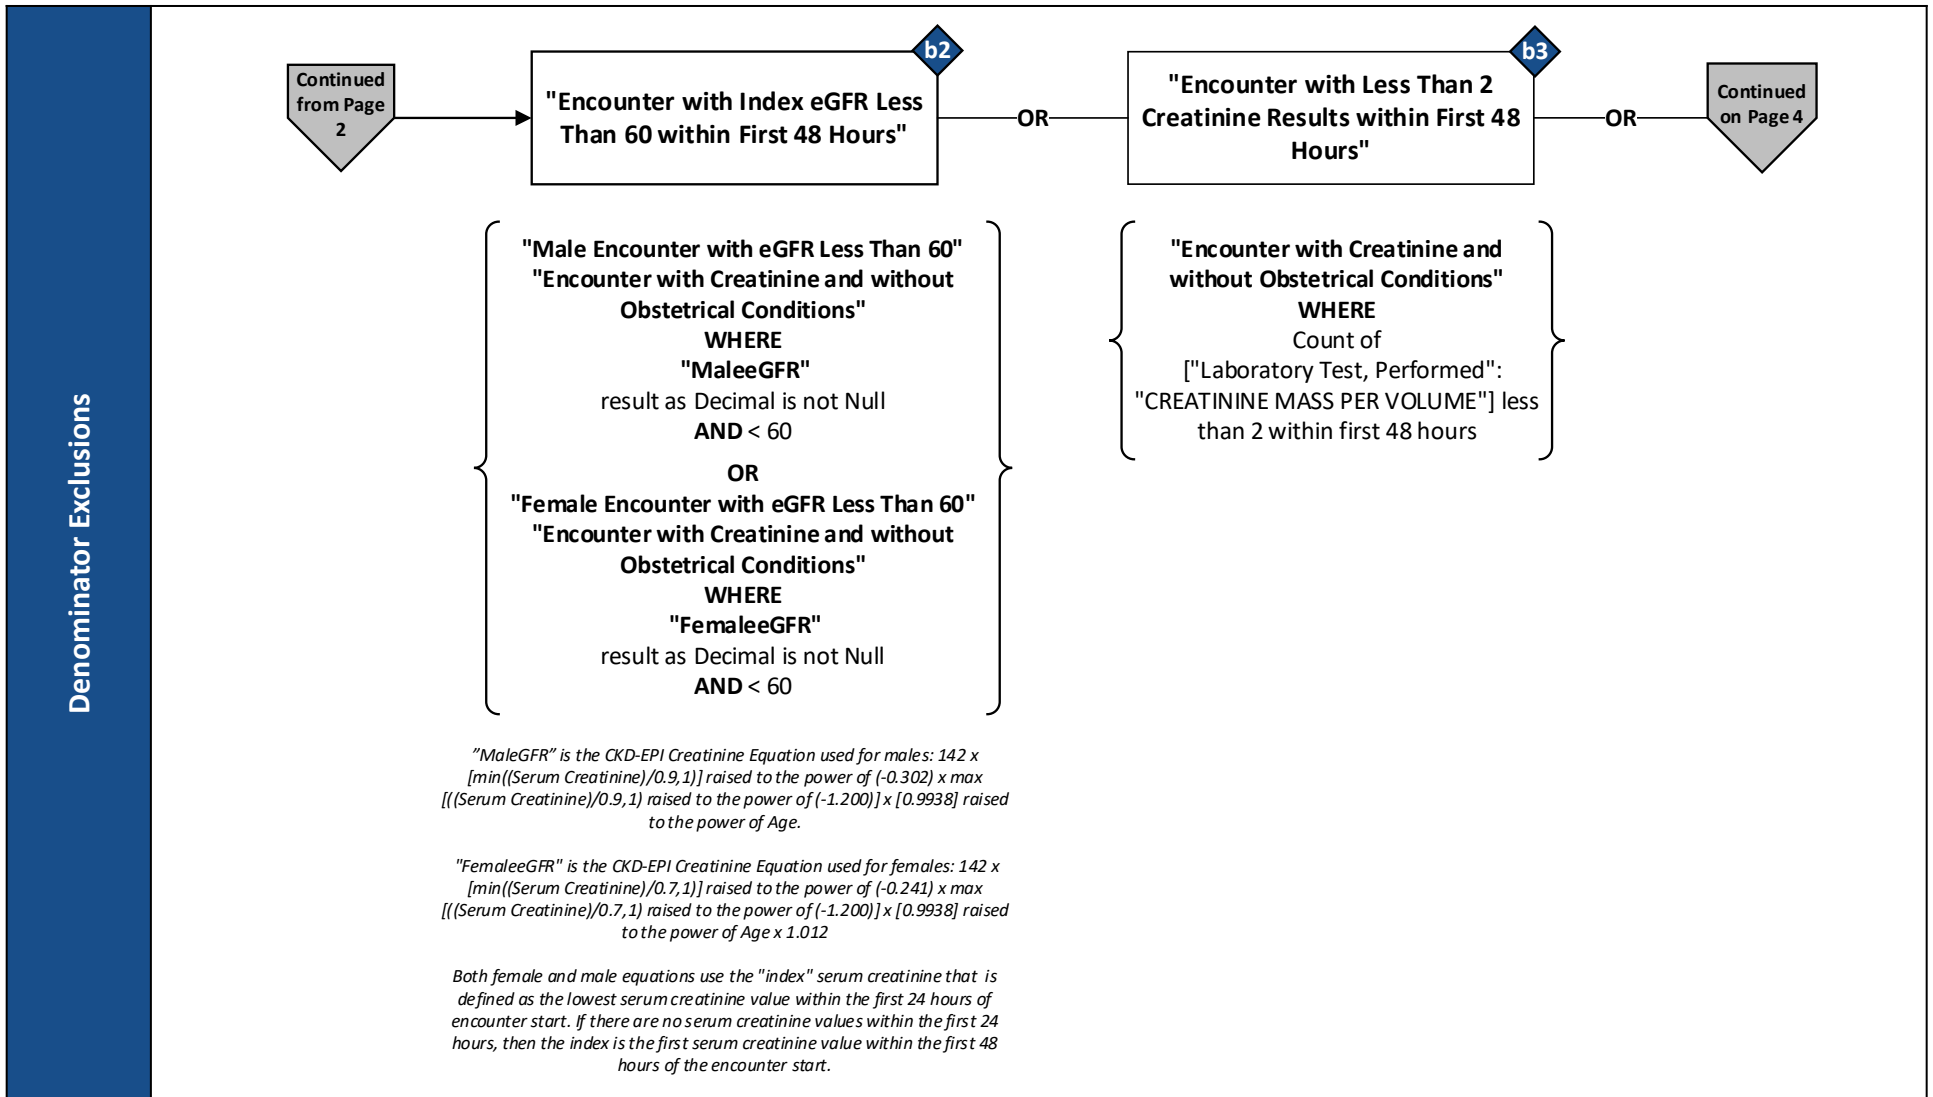 Denominator Exclusions
Continued
from Page
2
b2
"Encounter with Index eGFR Less
Than 60 within First 48 Hours"
OR
b3
"Encounter with Less Than 2
Creatinine Results within First 48
Hours"
OR
Continued
on Page 4
"Male Encounter with eGFR Less Than 60"
"Encounter with Creatinine and without
Obstetrical Conditions"
WHERE
"MaleeGFR"
result as Decimal is not Null
AND < 60
OR
"Female Encounter with eGFR Less Than 60"
"Encounter with Creatinine and without
Obstetrical Conditions"
WHERE
"FemaleeGFR"
result as Decimal is not Null
AND < 60
"Encounter with Creatinine and
without Obstetrical Conditions"
WHERE
Count of
["Laboratory Test, Performed":
"CREATININE MASS PER VOLUME"] less
than 2 within first 48 hours
”MaleGFR” is the CKD-EPI Creatinine Equation used for males: 142 x
[min((Serum Creatinine)/0.9,1)] raised to the power of (-0.302) x max
[((Serum Creatinine)/0.9,1) raised to the power of (-1.200)] x [0.9938] raised
to the power of Age.
"FemaleeGFR" is the CKD-EPI Creatinine Equation used for females: 142 x
[min((Serum Creatinine)/0.7,1)] raised to the power of (-0.241) x max
[((Serum Creatinine)/0.7,1) raised to the power of (-1.200)] x [0.9938] raised
to the power of Age x 1.012
Both female and male equations use the "index" serum creatinine that is
defined as the lowest serum creatinine value within the first 24 hours of
encounter start. If there are no serum creatinine values within the first 24
hours, then the index is the first serum creatinine value within the first 48
hours of the encounter start.